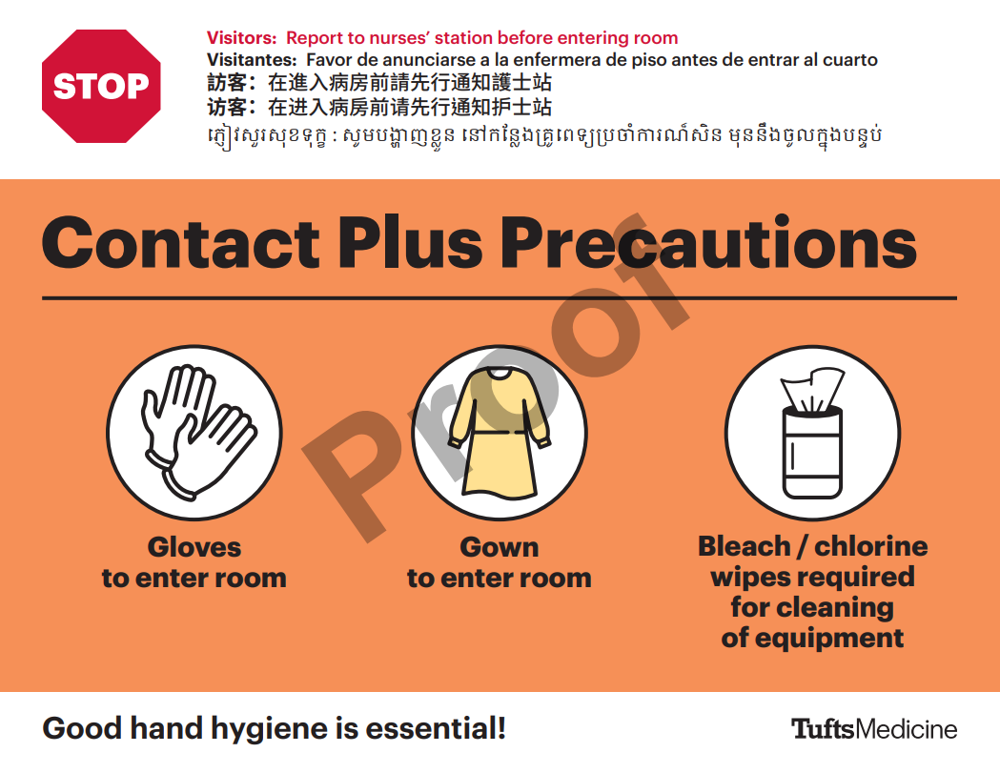 STOP
Visitors: Report to nurses’ station before entering room
Visitantes: Favor de anunciarse a la enfermera de piso antes de entrar al cuarto
訪客：在進入病房前請先行通知護士站
访客：在进入病房前请先行通知护士站
ភ្ញៀវសួរសុខទុក្ខ : សូមបង្ហាញខ្លួន នៅកន្លែងគ្រូពេទ្យប្រចាំការណ៍សិន មុននឹងចូលក្នុងបន្ទប់
Contact Plus Precautions
Proof
Gloves
to enter room
Gown
to enter room
Bleach / chlorine
wipes required
for cleaning
of equipment
Good hand hygiene is essential!
TuftsMedicine